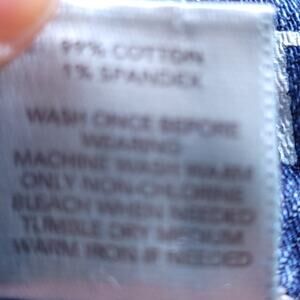 99% COTTON
1% SPANDEX
WASH ONCE BEFORE
WEARING
MACHINE WASH WARM
ONLY NON-CHLORINE
BLEACH WHEN NEEDED
TUMBLE DRY MEDIUM
WARM IRON IF NEEDED